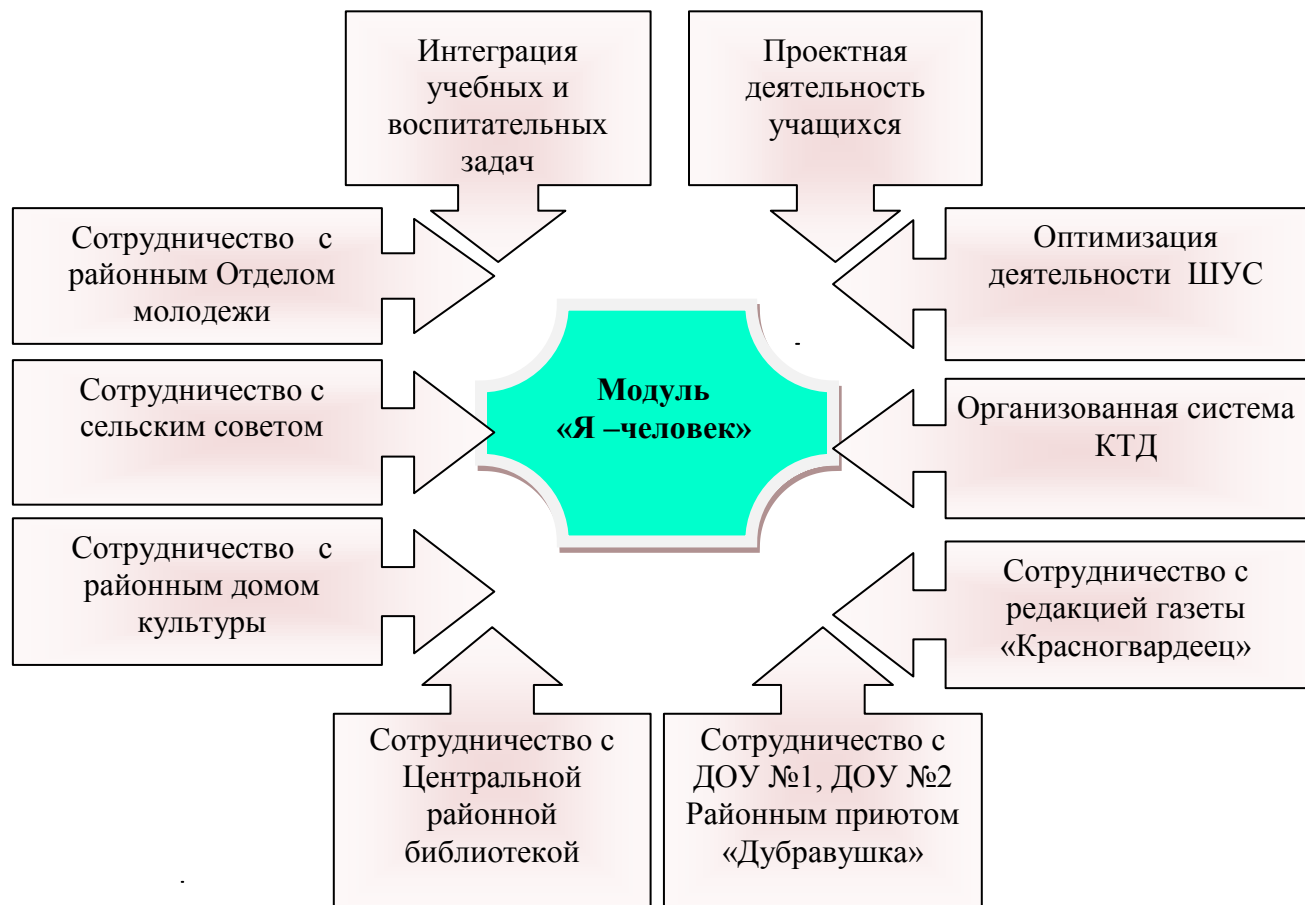 Интеграция
учебных и
воспитательных
задач
Проектная
деятельность
учащихся
Сотрудничество с
районным Отделом
молодежи
Оптимизация
деятельности ШУС
Сотрудничество с
сельским советом
Модуль
«Я –человек»
Организованная система
КТД
Сотрудничество с
районным домом
культуры
Сотрудничество с
редакцией газеты
«Красногвардеец»
Сотрудничество с
Центральной
районной
библиотекой
Сотрудничество с
ДОУ №1, ДОУ №2
Районным приютом
«Дубравушка»